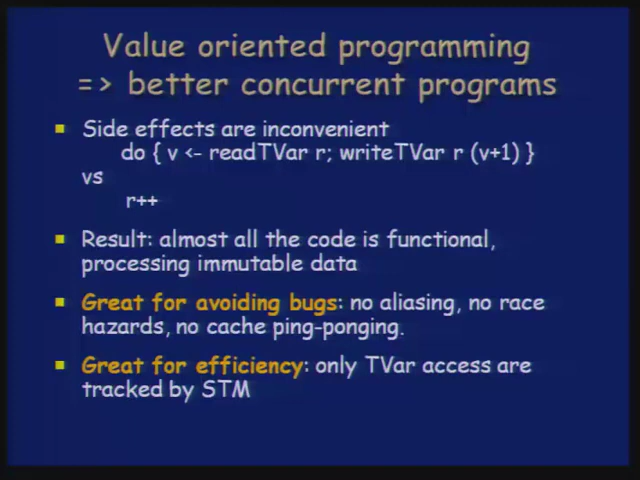 Value oriented programming
=> better concurrent programs
Side effects are inconvenient
do { v <- readTVar r; writeTVar r (v+1) }
vs
r++
Result: almost all the code is functional,
processing immutable data
Great for avoiding bugs: no aliasing, no race
hazards, no cache ping-ponging.
Great for efficiency: only TVar access are
tracked by STM